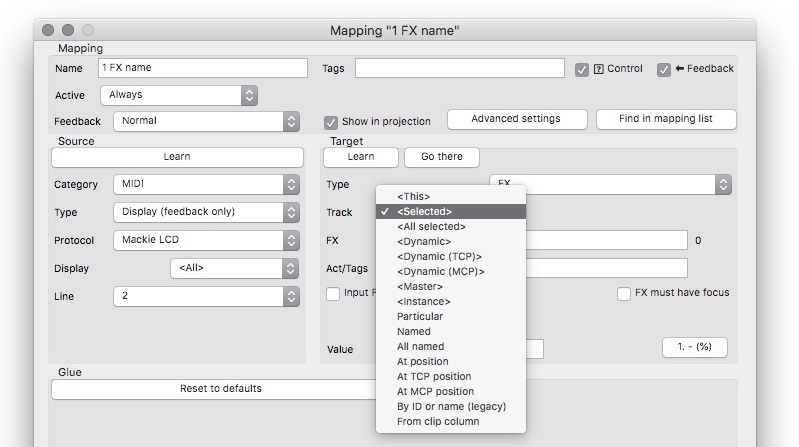 Mapping "1 FX name"
Mapping
Name 1 FX name Tags ? Control Feedback
Active Always
Feedback Normal Show in projection Advanced settings Find in mapping list
Source Target
Learn Learn Go there
Category MIDI Type FX
<This>
Type Display (feedback only) Track ✓ <Selected>
<All selected>
Protocol Mackie LCD FX <Dynamic> 0
<Dynamic (TCP)>
Display <All> Act/Tags <Dynamic (MCP)>
<Master>
Line 2 Input <Instance> FX must have focus
Particular
Named
Value All named 1. - (%)
At position
Glue At TCP position
Reset to defaults At MCP position
By ID or name (legacy)
From clip column